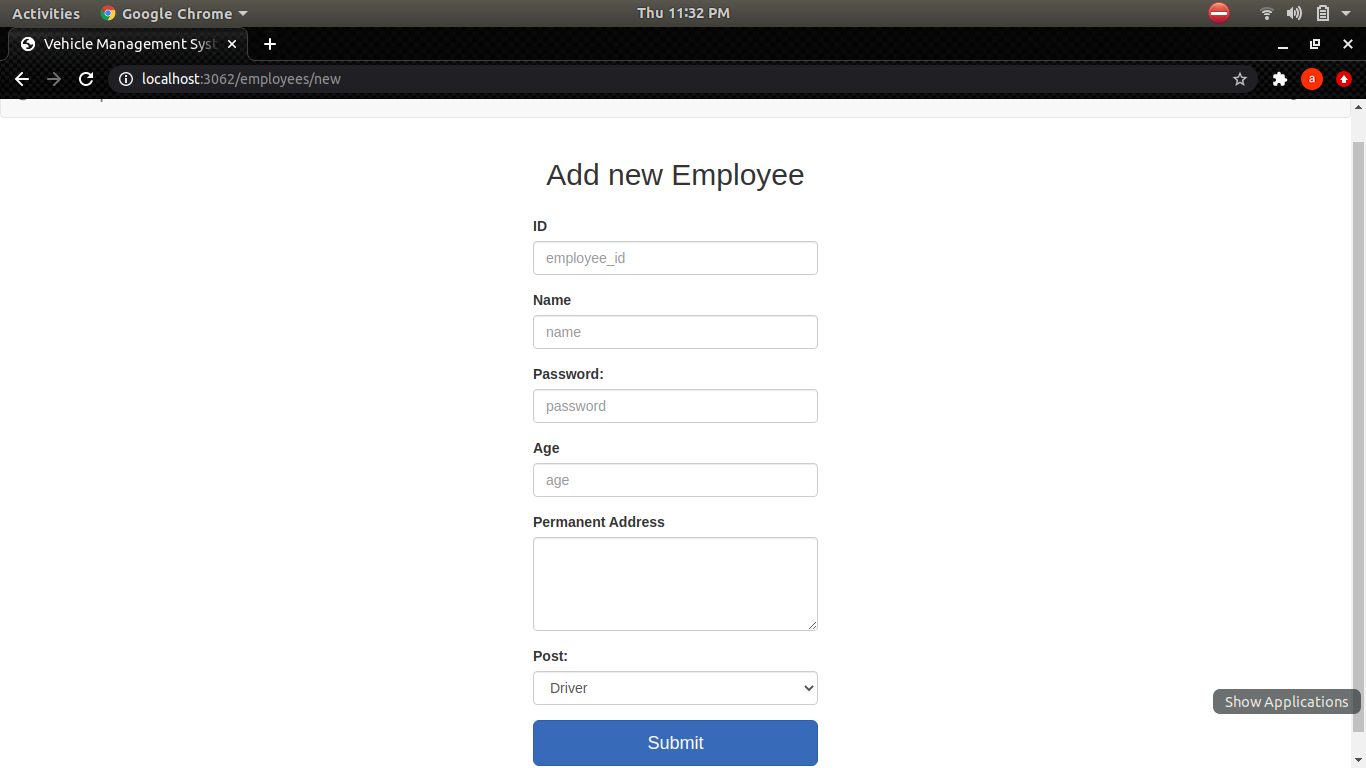 Activities Google Chrome Thu 11:32 PM
Vehicle Management Syst
localhost:3062/employees/new a
Add new Employee
ID
employee_id
Name
name
Password:
password
Age
age
Permanent Address
Post:
Driver
Show Applications
Submit